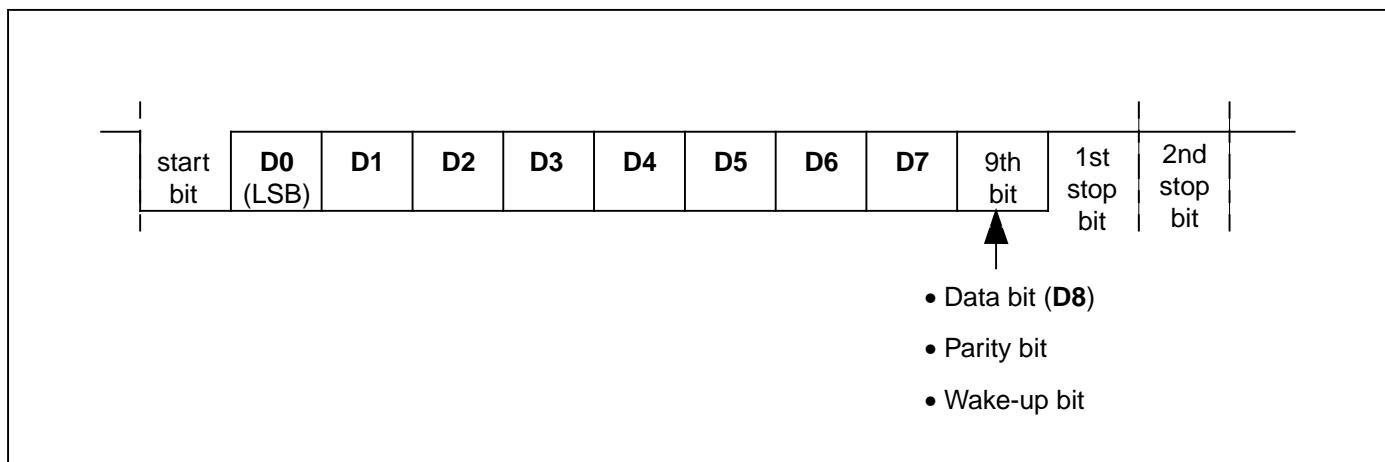 start bit
D0 (LSB)
D1
D2
D3
D4
D5
D6
D7
9th bit
1st stop bit
2nd stop bit
• Data bit (D8)
• Parity bit
• Wake-up bit